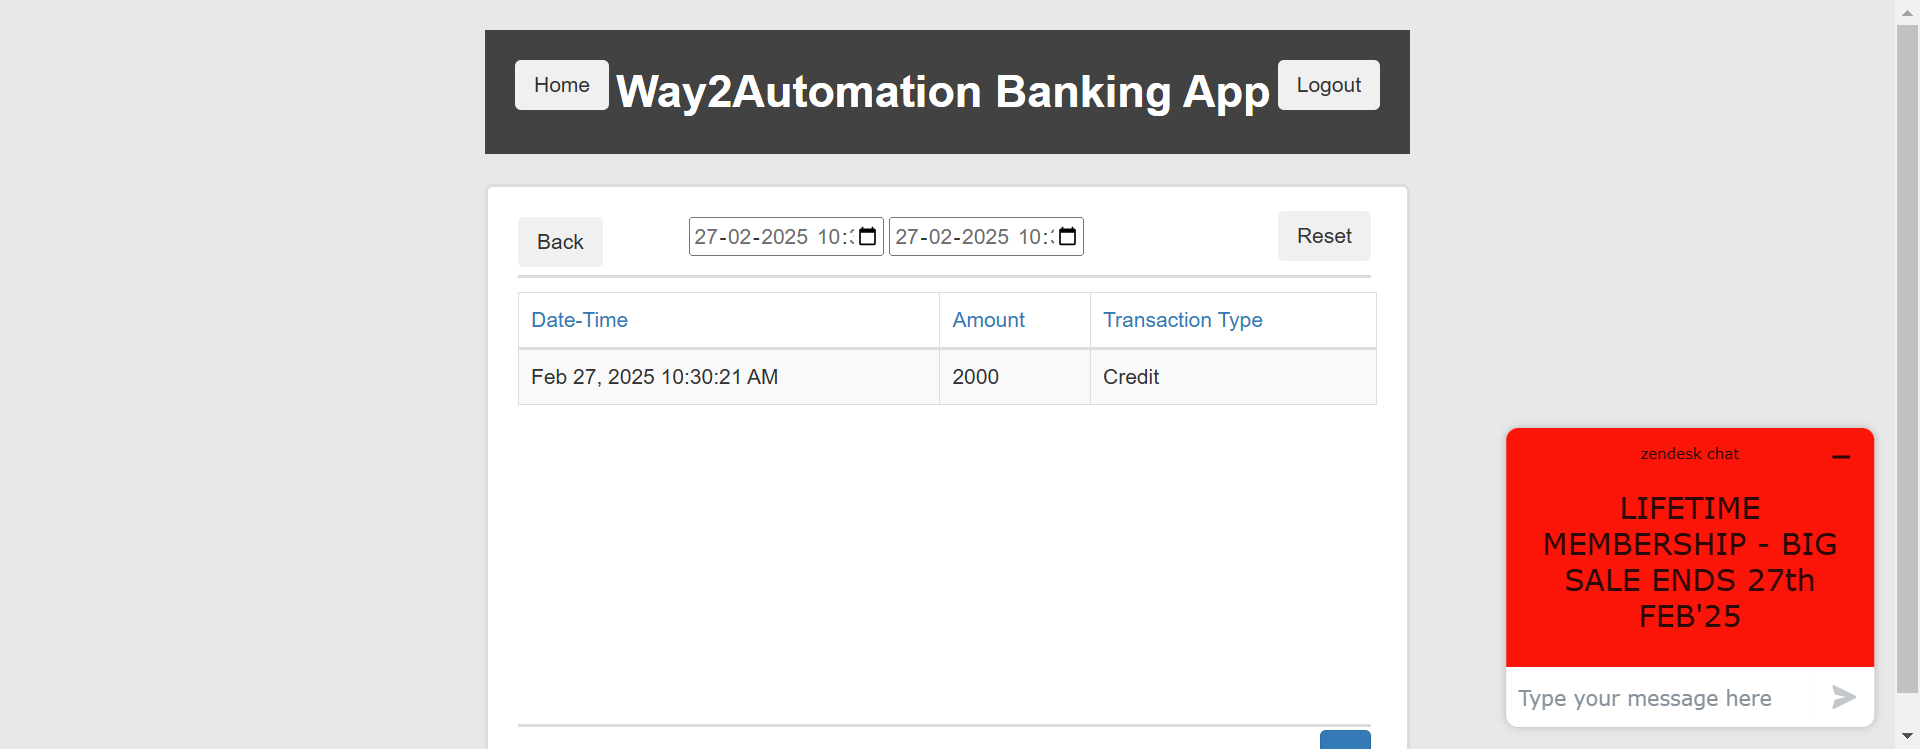 Home Way2Automation Banking App Logout
Back 27-02-2025 10: 27-02-2025 10: Reset
Date-Time Amount Transaction Type
Feb 27, 2025 10:30:21 AM 2000 Credit
zendesk chat
LIFETIME
MEMBERSHIP - BIG
SALE ENDS 27th
FEB'25
Type your message here